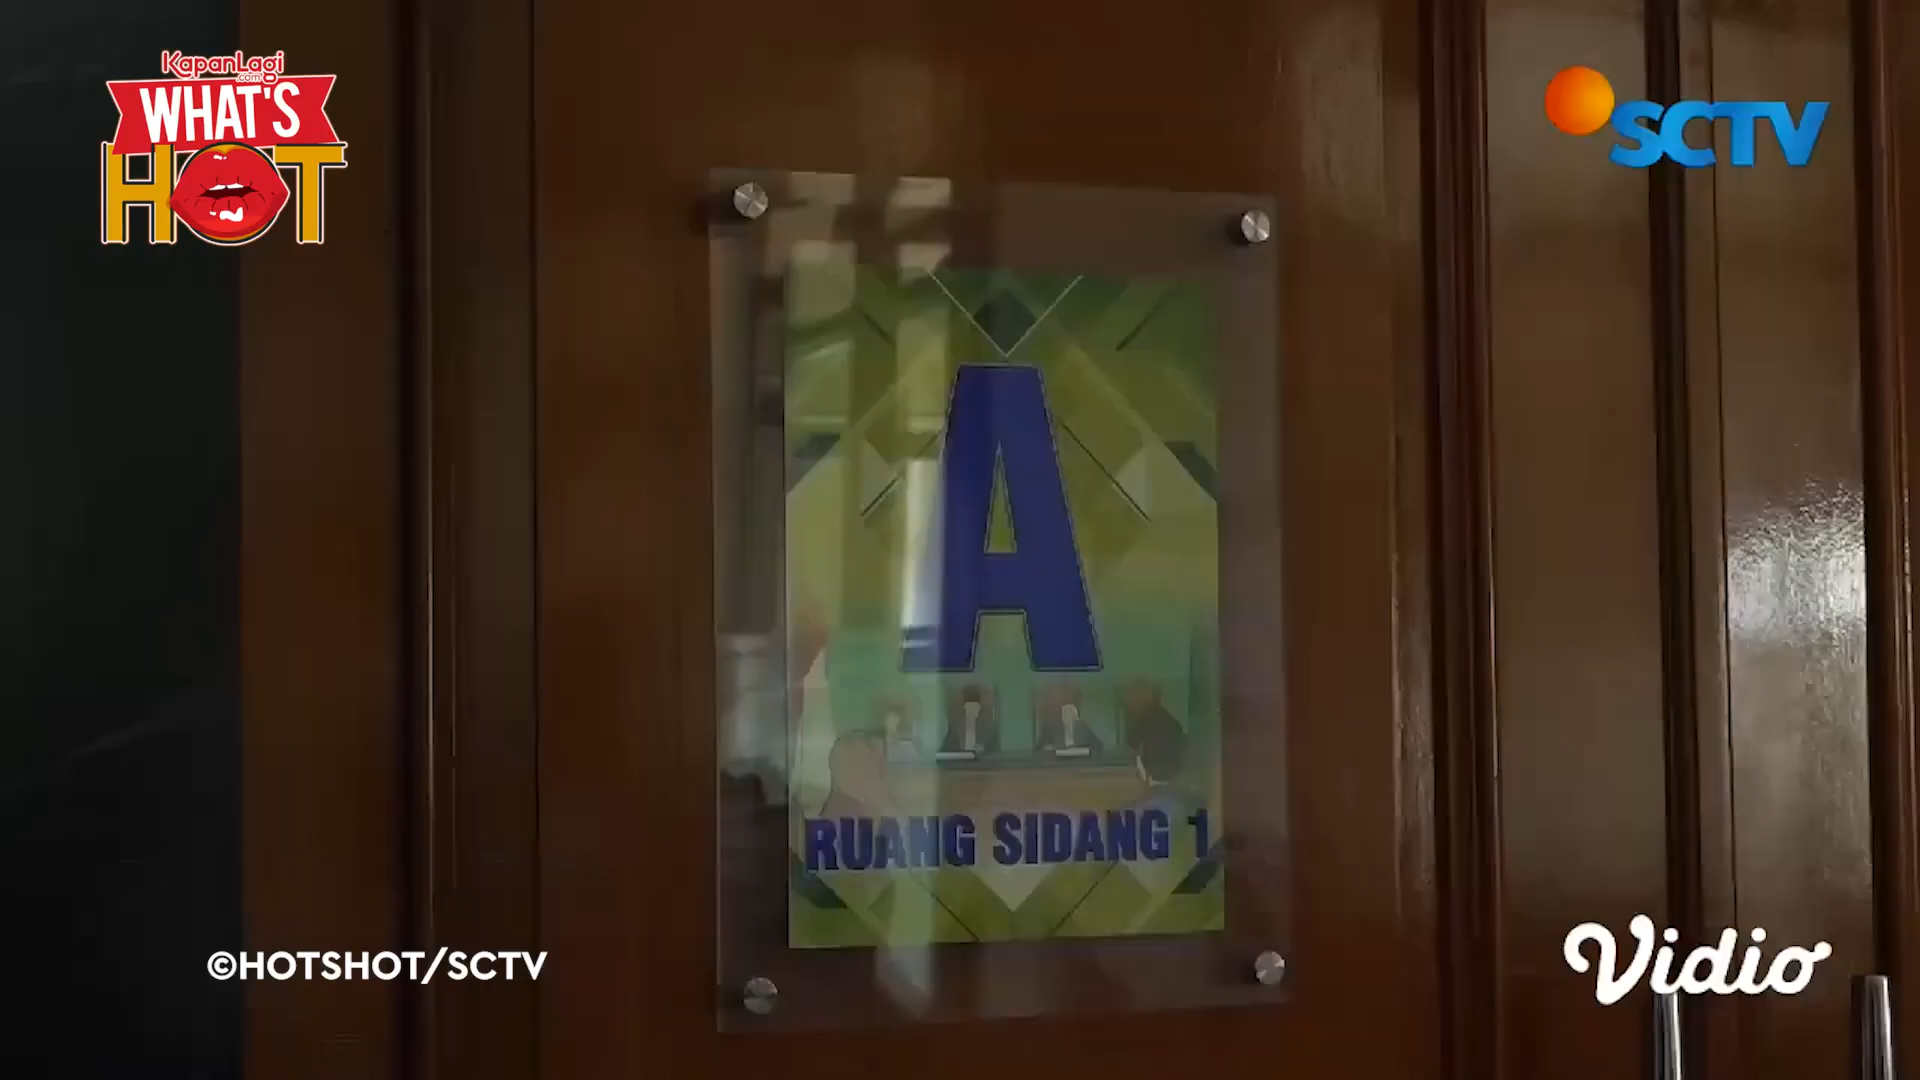 KapanLagi
.com
WHAT'S
HOT
SCTV
A
RUANG SIDANG 1
©HOTSHOT/SCTV
Vidio